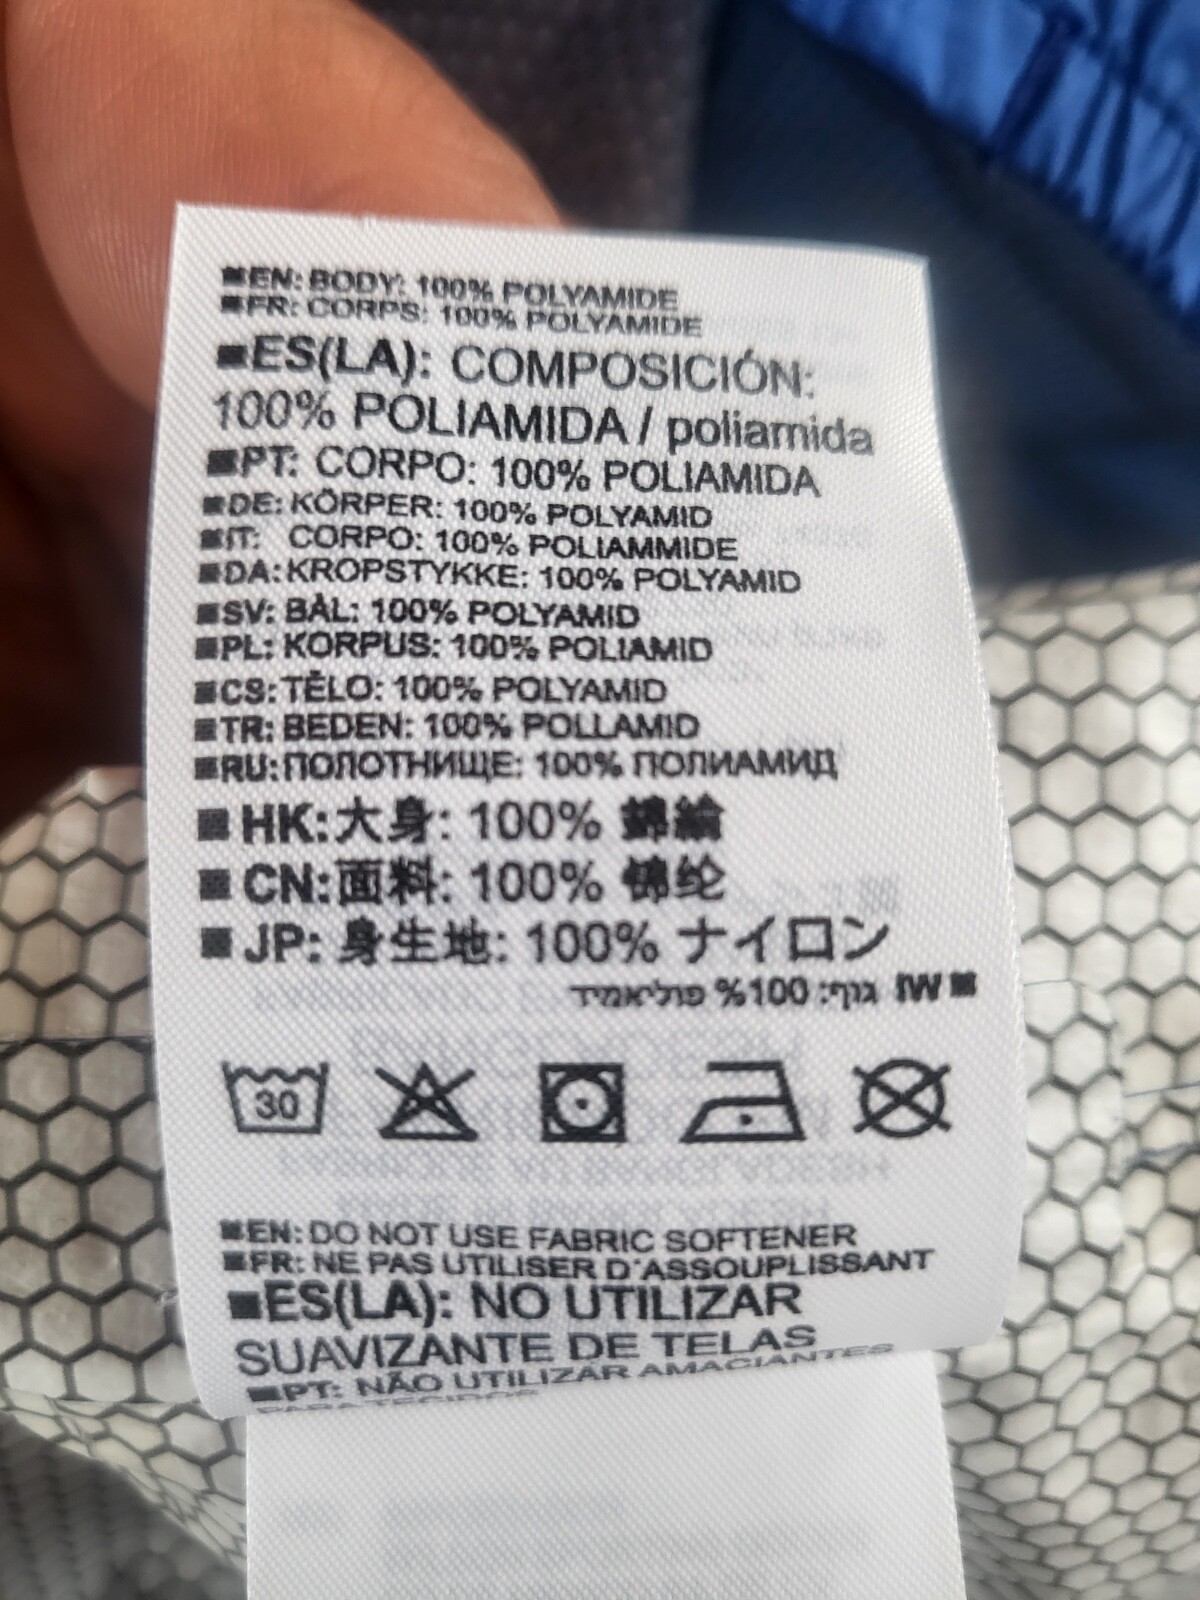 ■EN: BODY: 100% POLYAMIDE
■FR: CORPS: 100% POLYAMIDE
■ES(LA): COMPOSICIÓN:
100% POLIAMIDA / poliamida
■PT: CORPO: 100% POLIAMIDA
■DE: KÖRPER: 100% POLYAMID
■IT: CORPO: 100% POLIAMMIDE
■DA: KROPSTYKKE: 100% POLYAMID
■SV: BÅL: 100% POLYAMID
■PL: KORPUS: 100% POLIAMID
■CS: TĚLO: 100% POLYAMID
■TR: BEDEN: 100% POLLAMID
■RU: ПОЛОТНИЩЕ: 100% ПОЛИАМИД
■HK: 大身: 100% 錦綸
■CN: 面料: 100% 锦纶
■JP: 身生地: 100% ナイロン
■ IW גוף: 100% פוליאמיד
30
■EN: DO NOT USE FABRIC SOFTENER
■FR: NE PAS UTILISER D'ASSOUPLISSANT
■ES(LA): NO UTILIZAR
SUAVIZANTE DE TELAS
■PT: NÃO UTILIZAR AMACIANTES
PARA TECIDOS